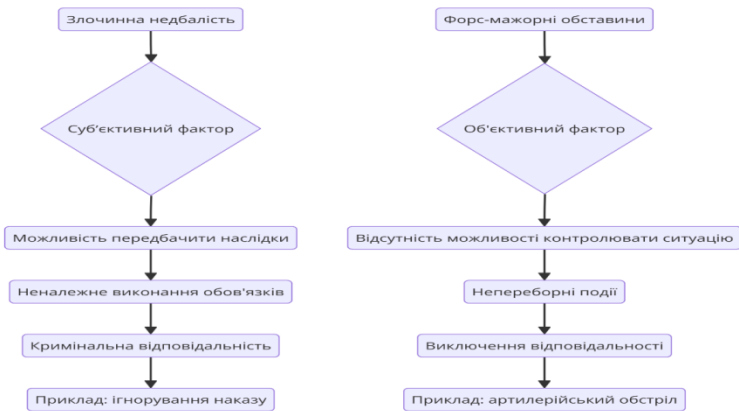 Злочинна недбалість
Суб'єктивний фактор
Можливість передбачити наслідки
Неналежне виконання обов'язків
Кримінальна відповідальність
Приклад: ігнорування наказу
Форс-мажорні обставини
Об'єктивний фактор
Відсутність можливості контролювати ситуацію
Непереборні події
Виключення відповідальності
Приклад: артилерійський обстріл